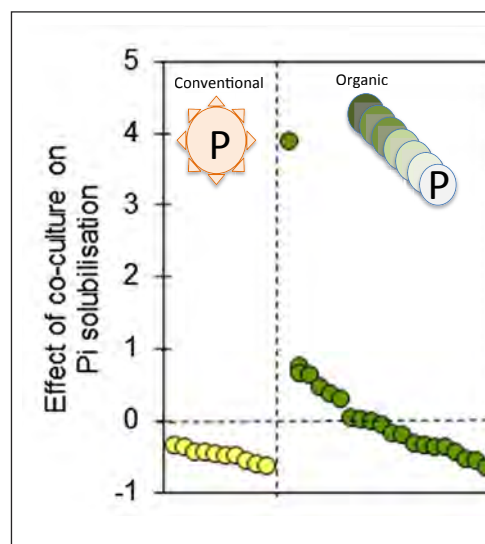 Effect of co-culture on
Pi solubilisation
5
4
3
2
1
0
-1
Conventional
Organic
P
P